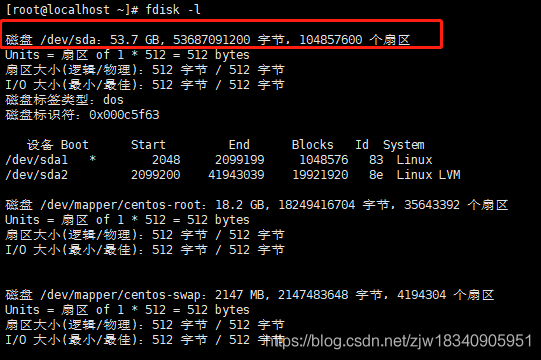 [root@localhost ~]# fdisk -l
磁盘 /dev/sda：53.7 GB, 53687091200 字节，104857600 个扇区
Units = 扇区 of 1 * 512 = 512 bytes
扇区大小(逻辑/物理)：512 字节 / 512 字节
I/O 大小(最小/最佳)：512 字节 / 512 字节
磁盘标签类型：dos
磁盘标识符：0x000c5f63
设备 Boot Start End Blocks Id System
/dev/sda1 * 2048 2099199 1048576 83 Linux
/dev/sda2 2099200 41943039 19921920 8e Linux LVM
磁盘 /dev/mapper/centos-root：18.2 GB, 18249416704 字节，35643392 个扇区
Units = 扇区 of 1 * 512 = 512 bytes
扇区大小(逻辑/物理)：512 字节 / 512 字节
I/O 大小(最小/最佳)：512 字节 / 512 字节
磁盘 /dev/mapper/centos-swap：2147 MB, 2147483648 字节，4194304 个扇区
Units = 扇区 of 1 * 512 = 512 bytes
扇区大小(逻辑/物理)：512 字节 / 512 字节
I/O 大小(最小/最佳)：512 字节 / 512 字节
https://blog.csdn.net/zjw18340905951